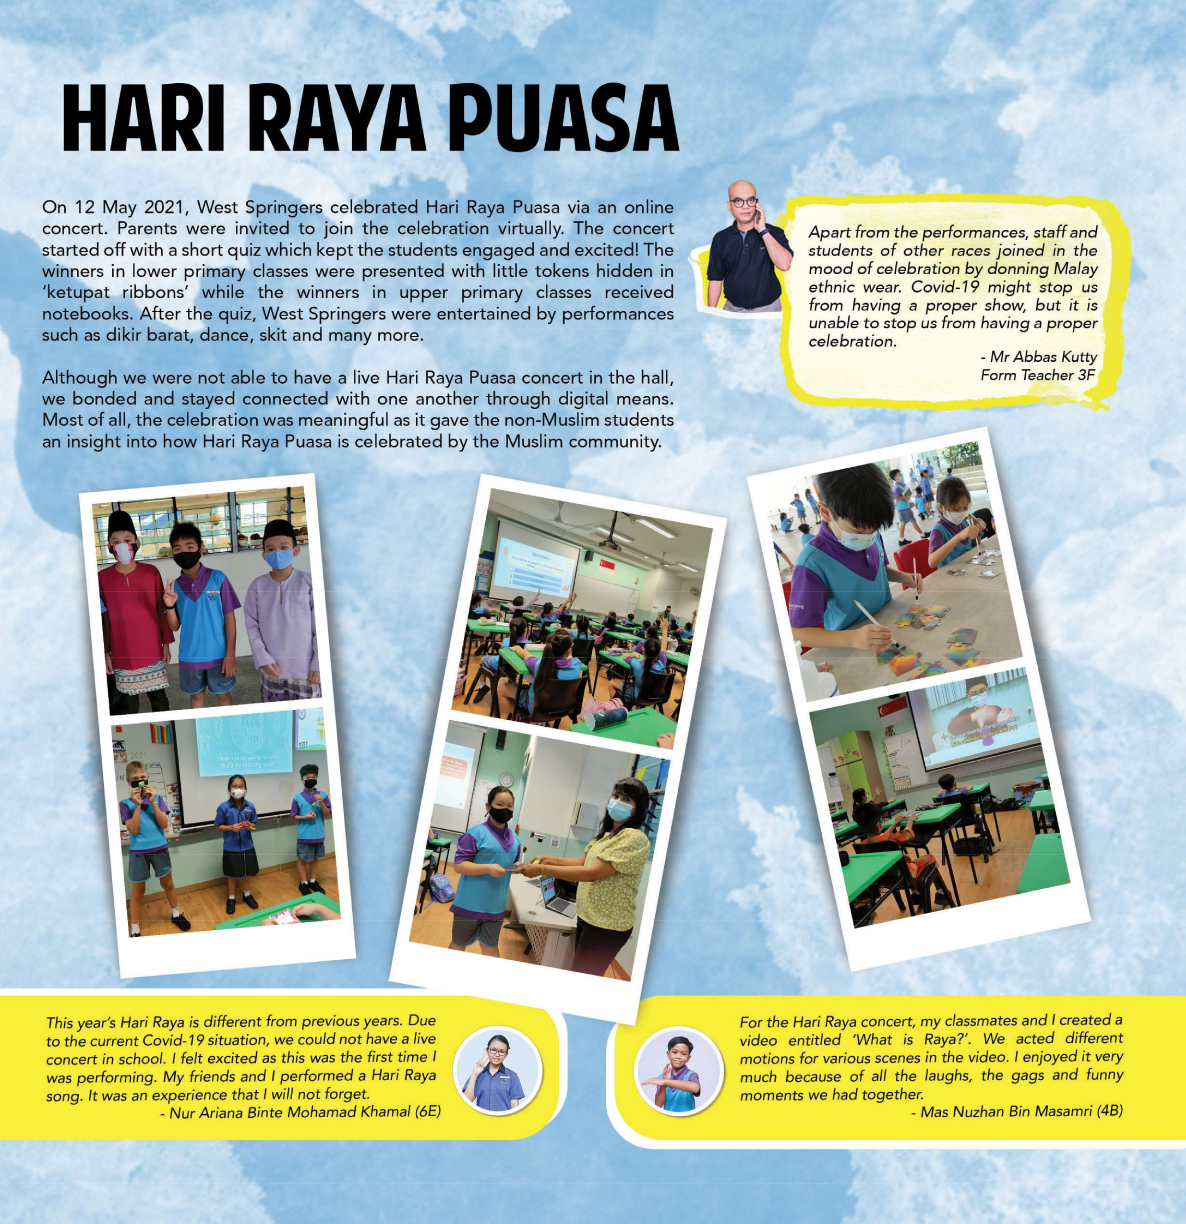 HARI RAYA PUASA
On 12 May 2021, West Springers celebrated Hari Raya Puasa via an online
concert. Parents were invited to join the celebration virtually. The concert
started off with a short quiz which kept the students engaged and excited! The
winners in lower primary classes were presented with little tokens hidden in
‘ketupat ribbons’ while the winners in upper primary classes received
notebooks. After the quiz, West Springers were entertained by performances
such as dikir barat, dance, skit and many more.
Although we were not able to have a live Hari Raya Puasa concert in the hall,
we bonded and stayed connected with one another through digital means.
Most of all, the celebration was meaningful as it gave the non-Muslim students
an insight into how Hari Raya Puasa is celebrated by the Muslim community.
Apart from the performances, staff and
students of other races joined in the
mood of celebration by donning Malay
ethnic wear. Covid-19 might stop us
from having a proper show, but it is
unable to stop us from having a proper
celebration.
- Mr Abbas Kutty
Form Teacher 3F
This year’s Hari Raya is different from previous years. Due
to the current Covid-19 situation, we could not have a live
concert in school. I felt excited as this was the first time I
was performing. My friends and I performed a Hari Raya
song. It was an experience that I will not forget.
- Nur Ariana Binte Mohamad Khamal (6E)
For the Hari Raya concert, my classmates and I created a
video entitled ‘What is Raya?’. We acted different
motions for various scenes in the video. I enjoyed it very
much because of all the laughs, the gags and funny
moments we had together.
- Mas Nuzhan Bin Masamri (4B)